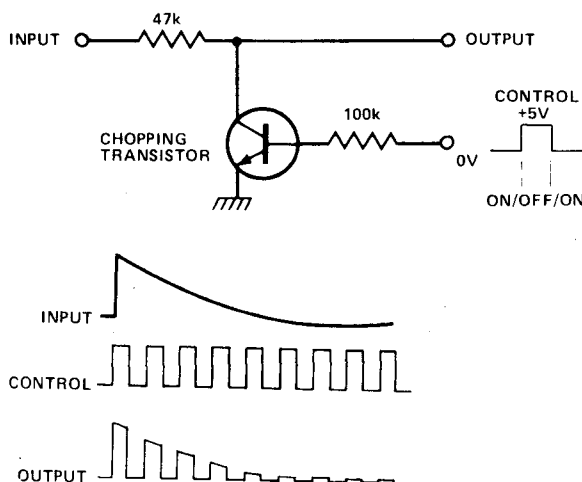 47k
INPUT
OUTPUT
CONTROL
+5V
100k
CHOPPING
TRANSISTOR
0V
ON/OFF/ON
INPUT
CONTROL
OUTPUT